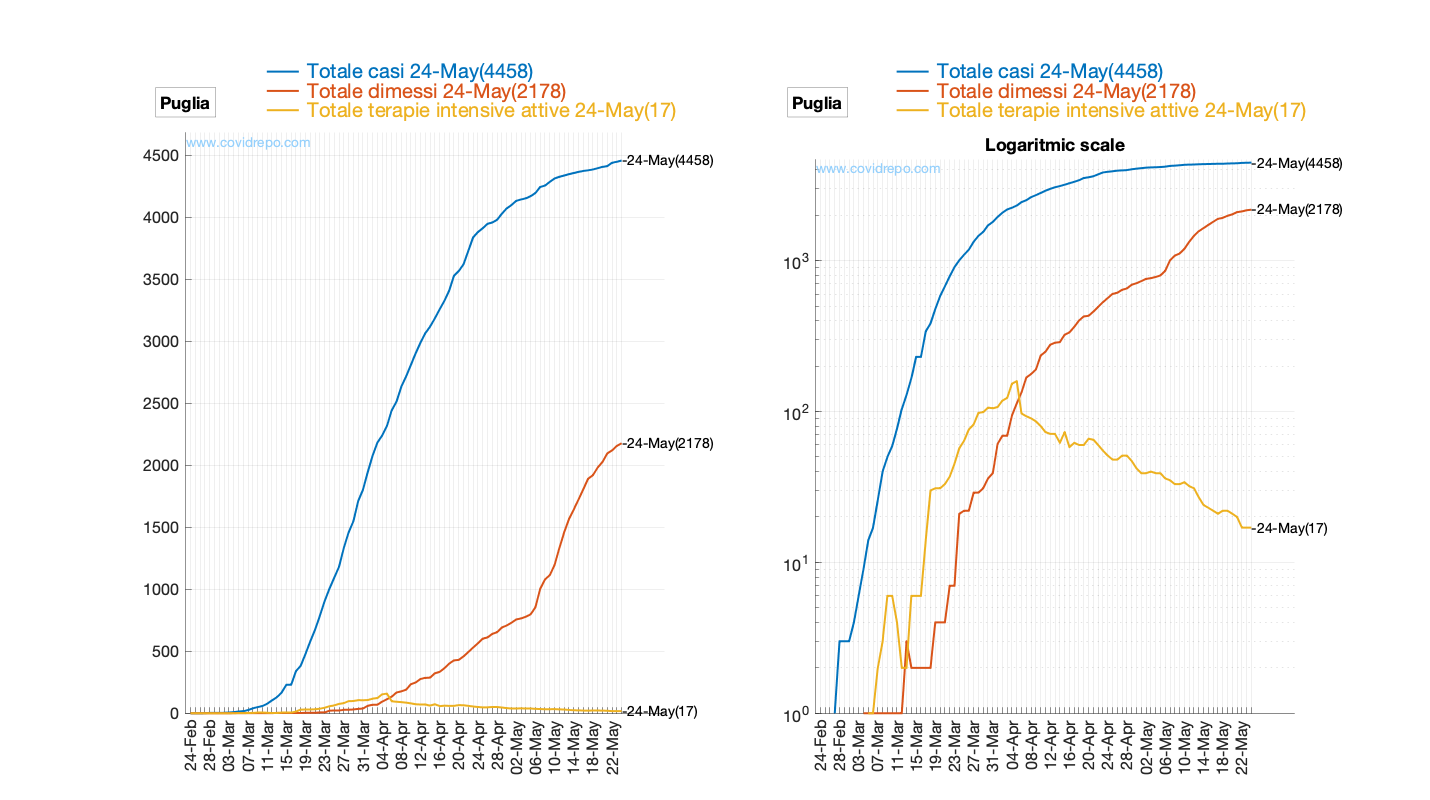 Totale casi 24-May(4458)
Totale dimessi 24-May(2178)
Totale terapie intensive attive 24-May(17)
Puglia
www.covidrepo.net
4500
4000
3500
3000
2500
2000
1500
1000
500
0
-24-May(4458)
-24-May(2178)
-24-May(17)
24-Feb
28-Feb
03-Mar
07-Mar
11-Mar
15-Mar
19-Mar
23-Mar
27-Mar
31-Mar
04-Apr
08-Apr
12-Apr
16-Apr
20-Apr
24-Apr
28-Apr
02-May
06-May
10-May
14-May
18-May
22-May
Totale casi 24-May(4458)
Totale dimessi 24-May(2178)
Totale terapie intensive attive 24-May(17)
Puglia
Logaritmic scale
www.covidrepo.com
10³
10²
10¹
10⁰
-24-May(4458)
-24-May(2178)
-24-May(17)
24-Feb
28-Feb
03-Mar
07-Mar
11-Mar
15-Mar
19-Mar
23-Mar
27-Mar
31-Mar
04-Apr
08-Apr
12-Apr
16-Apr
20-Apr
24-Apr
28-Apr
02-May
06-May
10-May
14-May
18-May
22-May